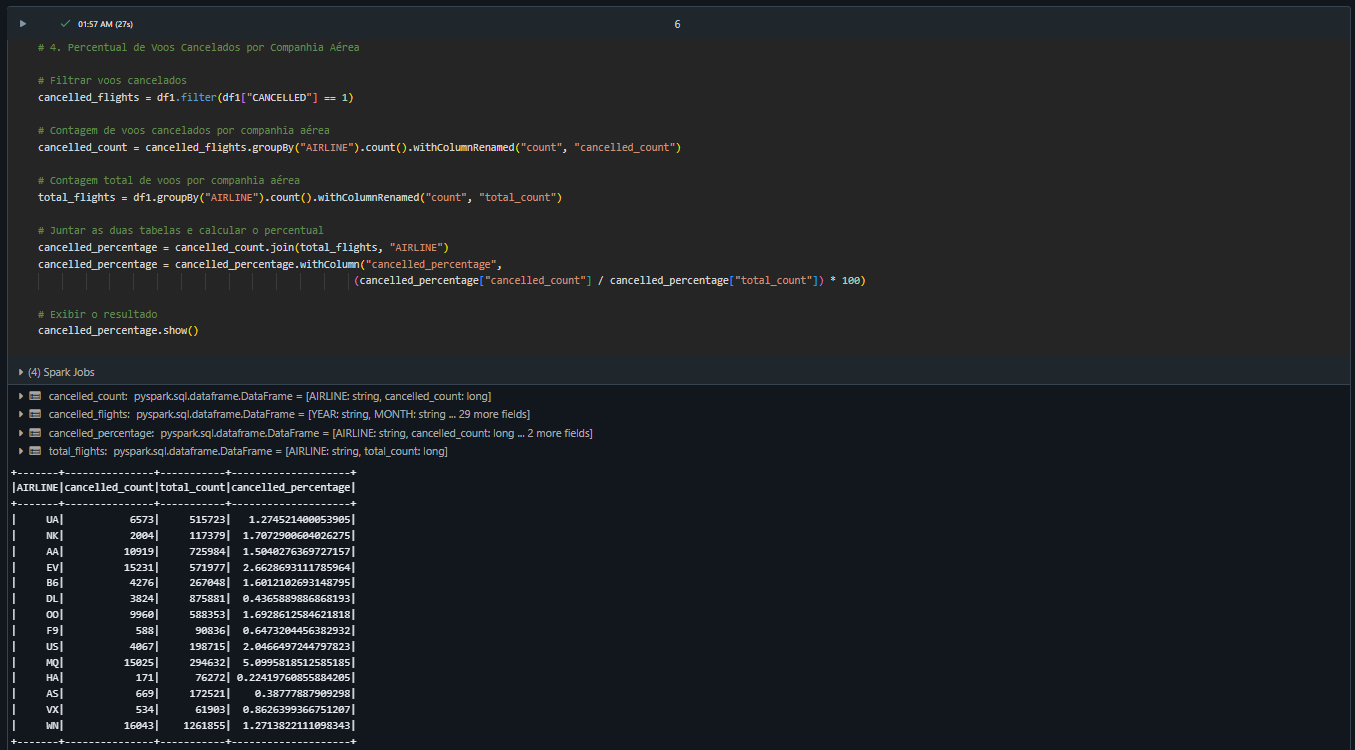 01:57 AM (27s)
6
# 4. Percentual de Voos Cancelados por Companhia Aérea
# Filtrar voos cancelados
cancelled_flights = df1.filter(df1["CANCELLED"] == 1)
# Contagem de voos cancelados por companhia aérea
cancelled_count = cancelled_flights.groupBy("AIRLINE").count().withColumnRenamed("count", "cancelled_count")
# Contagem total de voos por companhia aérea
total_flights = df1.groupBy("AIRLINE").count().withColumnRenamed("count", "total_count")
# Juntar as duas tabelas e calcular o percentual
cancelled_percentage = cancelled_count.join(total_flights, "AIRLINE")
cancelled_percentage = cancelled_percentage.withColumn("cancelled_percentage",
(cancelled_percentage["cancelled_count"] / cancelled_percentage["total_count"]) * 100)
# Exibir o resultado
cancelled_percentage.show()
(4) Spark Jobs
cancelled_count: pyspark.sql.dataframe.DataFrame = [AIRLINE: string, cancelled_count: long]
cancelled_flights: pyspark.sql.dataframe.DataFrame = [YEAR: string, MONTH: string ... 29 more fields]
cancelled_percentage: pyspark.sql.dataframe.DataFrame = [AIRLINE: string, cancelled_count: long ... 2 more fields]
total_flights: pyspark.sql.dataframe.DataFrame = [AIRLINE: string, total_count: long]
+-------+---------------+-----------+--------------------+
|AIRLINE|cancelled_count|total_count|cancelled_percentage|
+-------+---------------+-----------+--------------------+
|     UA|           6573|     515723|   1.274521400053905|
|     NK|           2004|     117379|  1.7072900604026275|
|     AA|          10919|     725984|  1.5040276369727157|
|     EV|          15231|     571977|  2.6628693111785964|
|     B6|           4276|     267048|  1.6012102693148795|
|     DL|           3824|     875881|  0.4365889886868193|
|     OO|           9960|     588353|  1.6928612584621818|
|     F9|            588|      90836|  0.6473204456382932|
|     US|           4067|     198715|  2.0466497244797823|
|     MQ|          15025|     294632|  5.0995818512585185|
|     HA|            171|      76272| 0.22419760855884205|
|     AS|            669|     172521|    0.38777887909298|
|     VX|            534|      61903|  0.8626399366751207|
|     WN|          16043|    1261855|  1.2713822111098343|
+-------+---------------+-----------+--------------------+